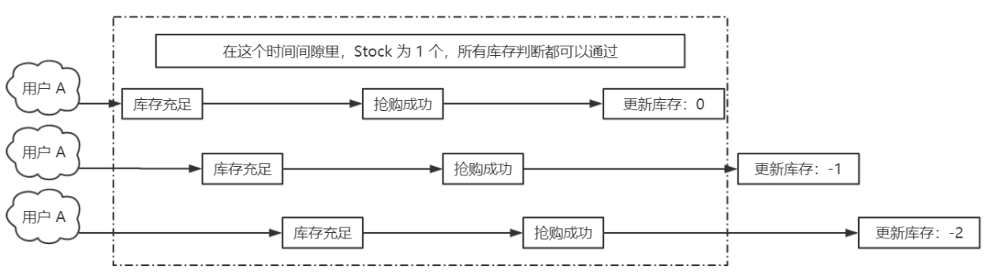 在这个时间间隙里，Stock 为 1 个，所有库存判断都可以通过
用户 A
库存充足
抢购成功
更新库存：0
用户 A
库存充足
抢购成功
更新库存：-1
用户 A
库存充足
抢购成功
更新库存：-2